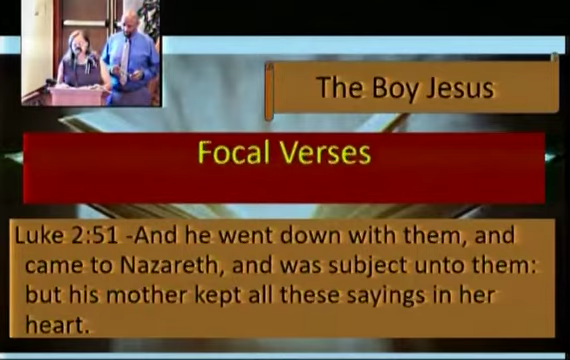 The Boy Jesus
Focal Verses
Luke 2:51 -And he went down with them, and
came to Nazareth, and was subject unto them:
but his mother kept all these sayings in her
heart.